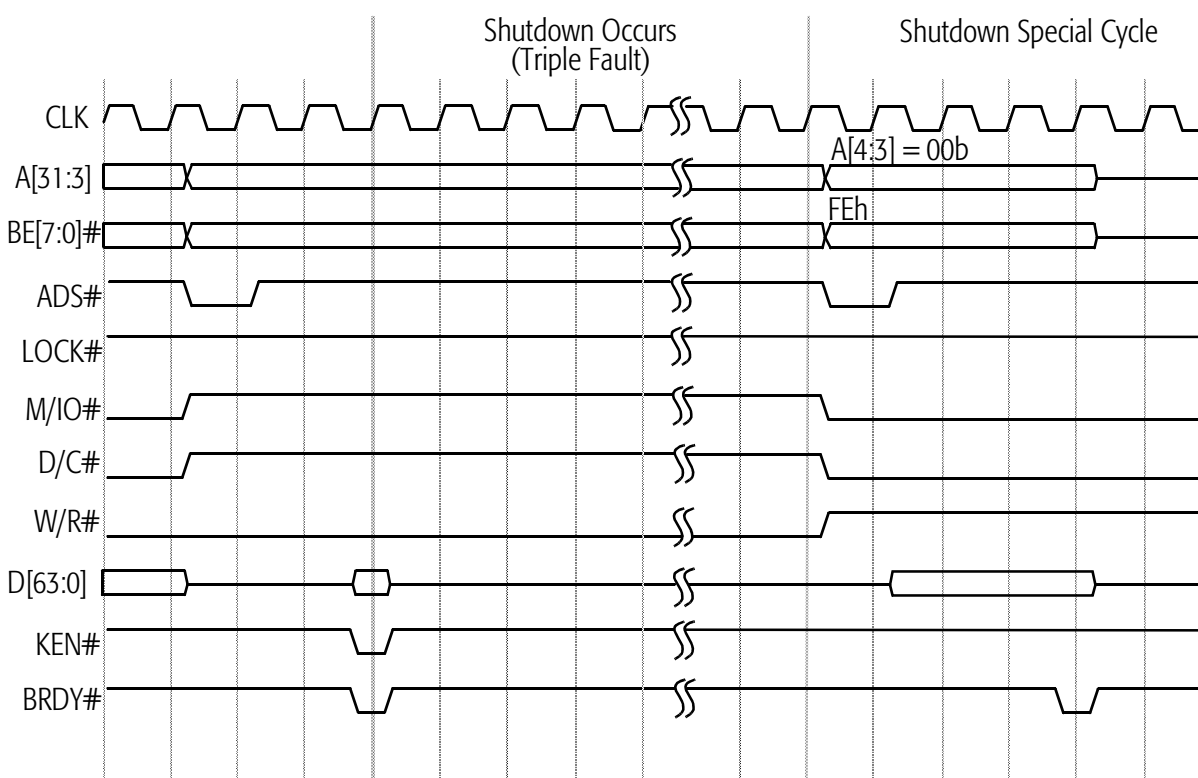 Shutdown Occurs
(Triple Fault)
Shutdown Special Cycle
CLK
A[4:3] = 00b
A[31:3]
FEh
BE[7:0]#
ADS#
LOCK#
M/IO#
D/C#
W/R#
D[63:0]
KEN#
BRDY#